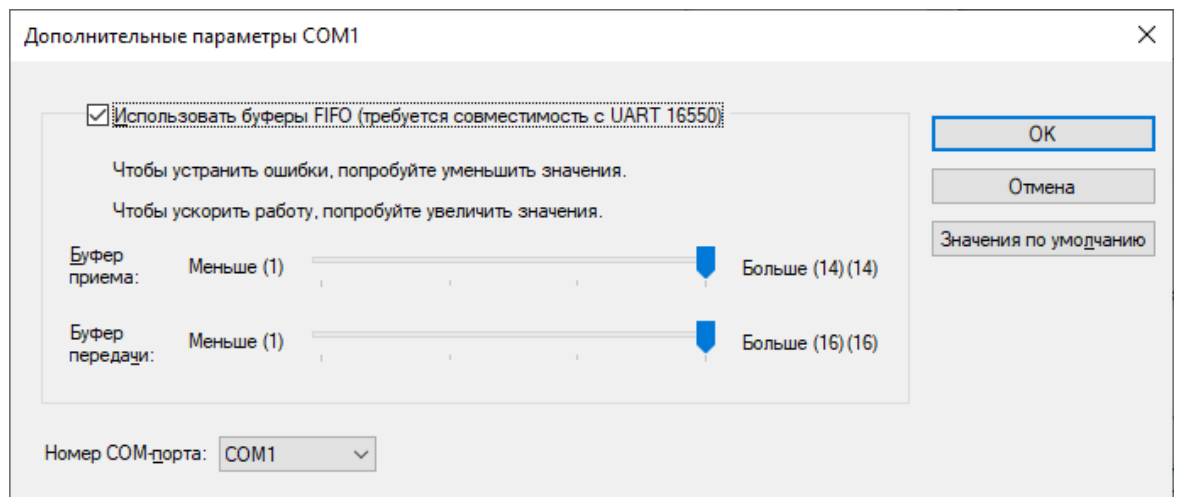 Дополнительные параметры COM1
Использовать буферы FIFO (требуется совместимость с UART 16550)
Чтобы устранить ошибки, попробуйте уменьшить значения.
Чтобы ускорить работу, попробуйте увеличить значения.
Буфер
приема:
Меньше (1)
Больше (14) (14)
Буфер
передачи:
Меньше (1)
Больше (16) (16)
Номер COM-порта:
COM1
OK
Отмена
Значения по умолчанию